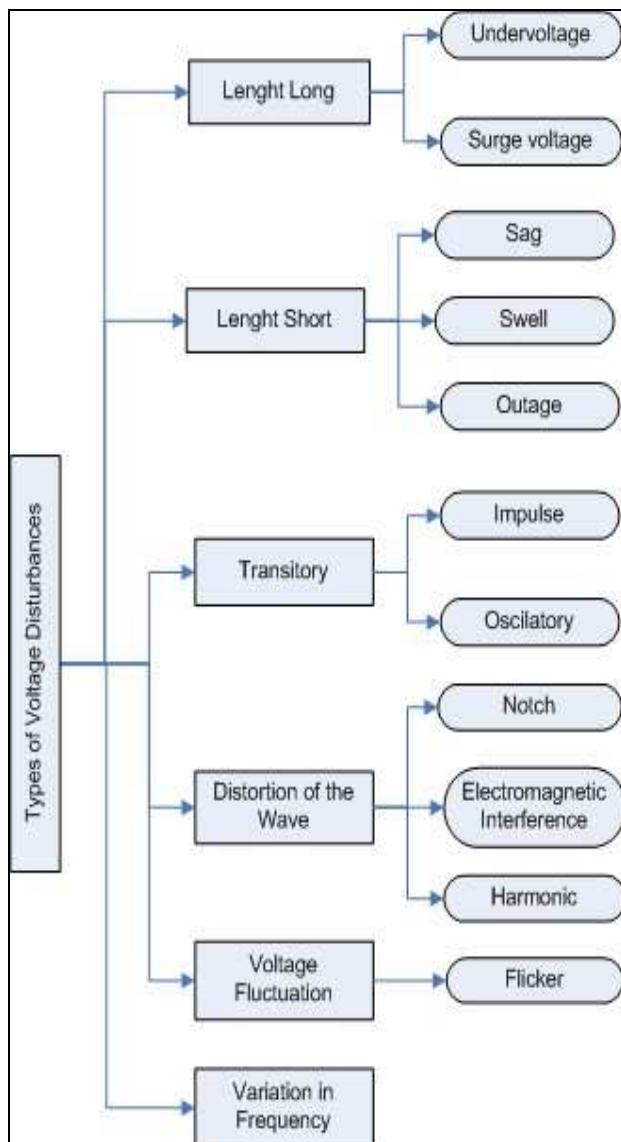 Types of Voltage Disturbances
Lenght Long
Undervoltage
Surge voltage
Lenght Short
Sag
Swell
Outage
Transitory
Impulse
Oscilatory
Distortion of the
Wave
Notch
Electromagnetic
Interference
Harmonic
Voltage
Fluctuation
Flicker
Variation in
Frequency